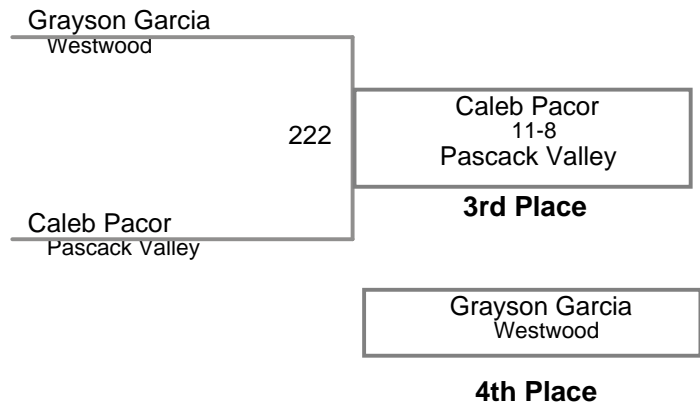 Grayson Garcia
Westwood
222
Caleb Pacor
11-8
Pascack Valley
3rd Place
Caleb Pacor
Pascack Valley
Grayson Garcia
Westwood
4th Place